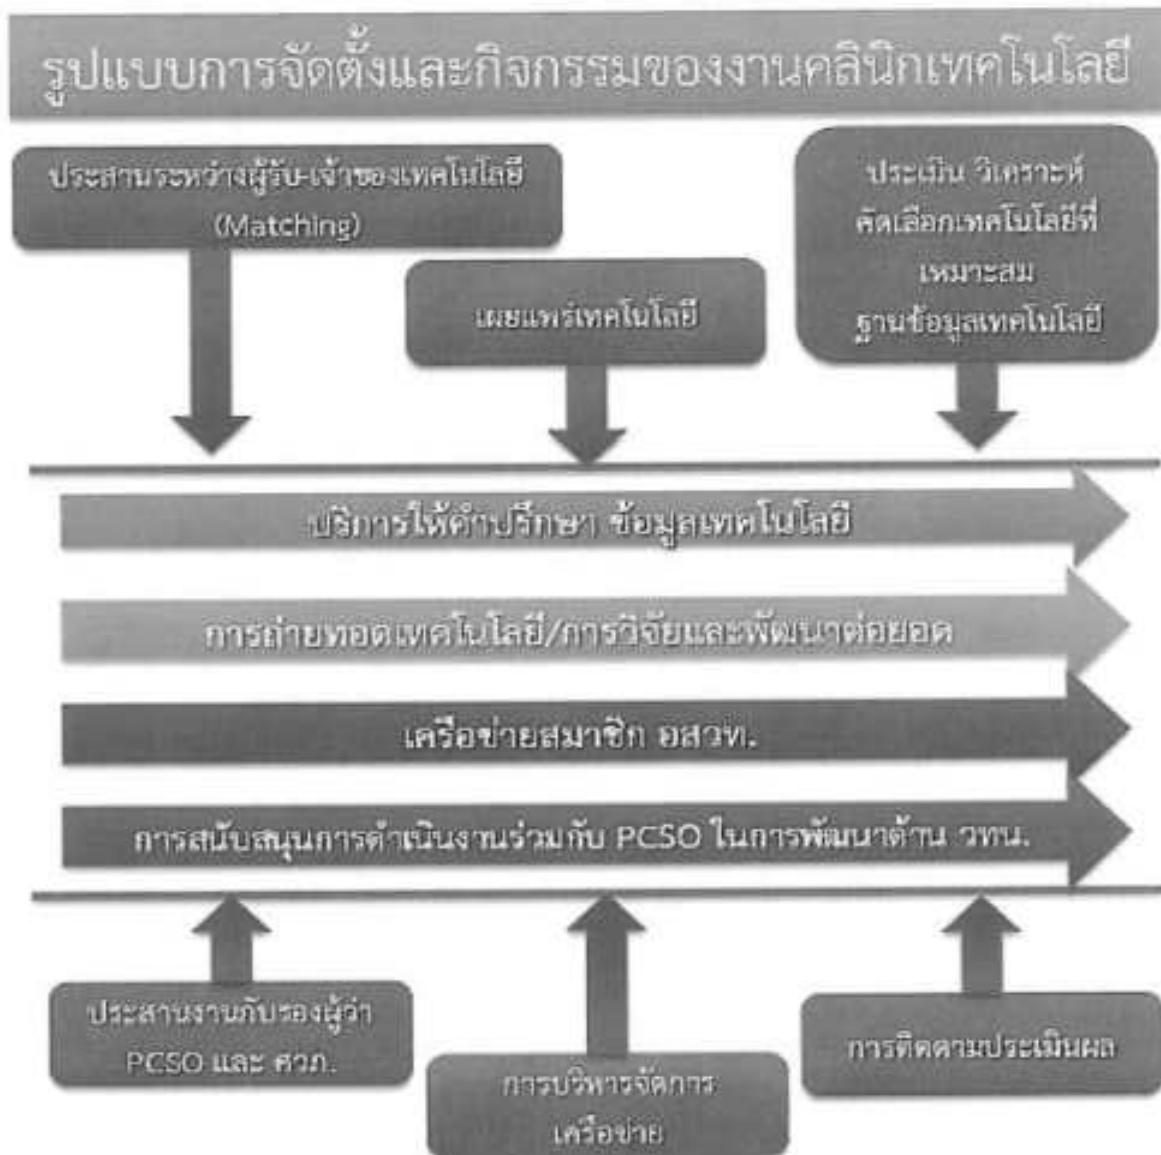 รูปแบบการจัดตั้งและกิจกรรมของงานคลินิกเทคโนโลยี
ประสานระหว่างผู้รับ-เจ้าของเทคโนโลยี
(Matching)
เผยแพร่เทคโนโลยี
ประเมิน วิเคราะห์
คัดเลือกเทคโนโลยีที่
เหมาะสม
ฐานข้อมูลเทคโนโลยี
บริการให้คำปรึกษา ข้อมูลเทคโนโลยี
การถ่ายทอดเทคโนโลยี/การวิจัยและพัฒนาต่อยอด
เครือข่ายสมาชิก อสวท.
การสนับสนุนการดำเนินงานร่วมกับ PCSO ในการพัฒนาด้าน วทน.
ประสานงานกับรองผู้ว่า
PCSO และ ศวภ.
การบริหารจัดการ
เครือข่าย
การติดตามประเมินผล